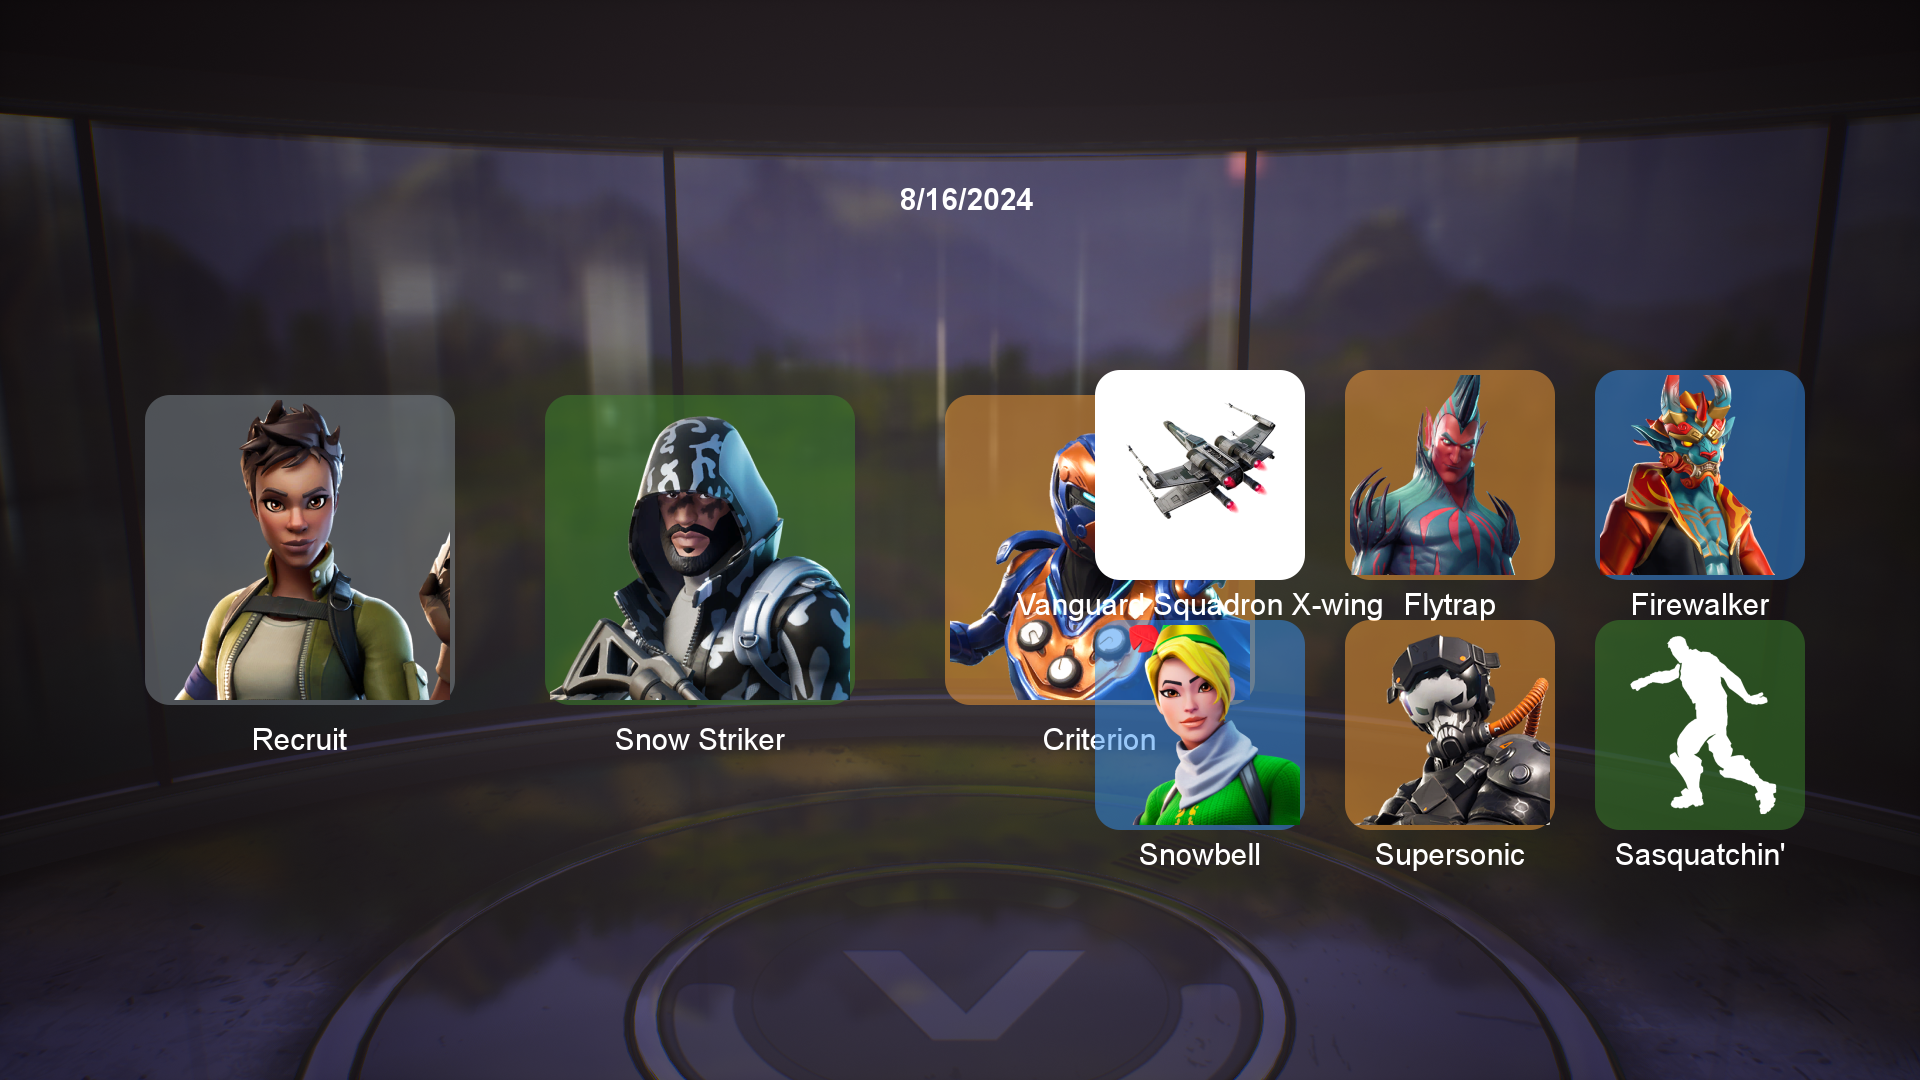 8/16/2024
Vanguard Squadron X-wing
Flytrap
Firewalker
Recruit
Snow Striker
Criterion
Snowbell
Supersonic
Sasquatchin'